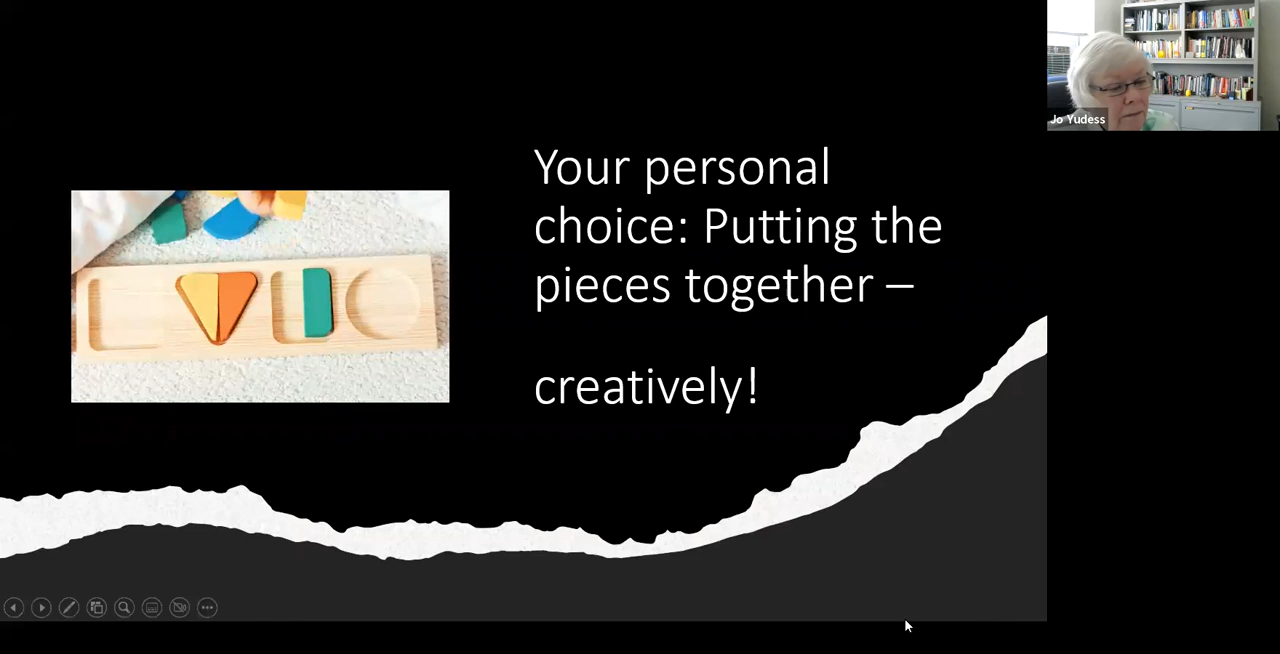 Your personal
choice: Putting the
pieces together –
creatively!
Jo Yudess